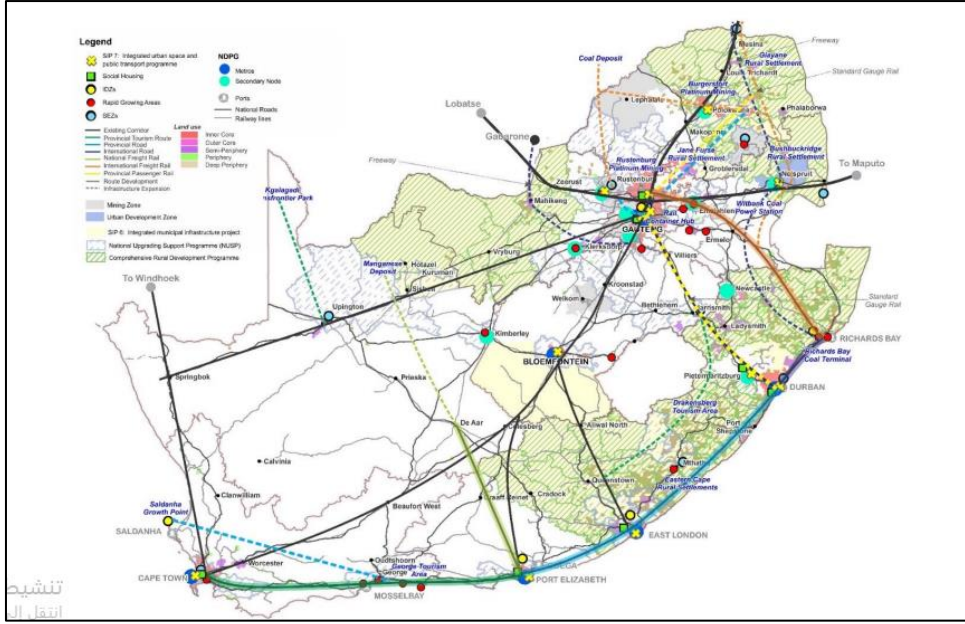 Legend
SIP 7: Integrated urban space and
public transport programme
Social Housing
IDZs
Rapid Growing Areas
SEZs
NDPG
Metros
Secondary Node
Ports
National Roads
Railway lines
Existing Corridor
Provincial Tourism Route
Provincial Road
International Road
National Freight Rail
International Freight Rail
Provincial Passenger Rail
Route Development
Infrastructure Expansion
Land use
Inner Core
Outer Core
Semi-Periphery
Periphery
Deep Periphery
Mining Zone
Urban Development Zone
SIP 6: Integrated municipal infrastructure project
National Upgrading Support Programme (NUSP)
Comprehensive Rural Development Programme
Freeway
Musina
Giyane
Rural Settlement
Coal Deposit
Louis Trichardt
Standard Gauge Rail
Lobatse
Lephalale
Burgersfort
Platinum Mining
Phalaborwa
Gaborone
Makopane
Jane Furse
Rural Settlement
Bushbuckridge
Rural Settlement
To Maputo
Freeway
Rustenburg
Platinum Mining
Groblersdal
Zeerust
Rustenburg
Nelspruit
Kgalagadi
Transfrontier Park
Mahikeng
Emahlen
Witbank Coal
Power Station
Rail
Container Hub
GAUTENG
Ermelo
Klerksdorp
Villiers
Vryburg
Manganese
Deposit
Hotazel
Kuruman
Sishen
To Windhoek
Kroonstad
Newcastle
Standard
Gauge Rail
Welkom
Bethlehem
Harrismith
Upington
Ladysmith
Kimberley
RICHARDS BAY
Richards Bay
Coal Terminal
BLOEMFONTEIN
Springbok
Prieska
Pietermaritzburg
DURBAN
Drakensberg
Tourism Area
De Aar
Colesberg
Aliwal North
Port
Shepstone
Calvinia
Mthatha
Queenstown
Eastern Cape
Rural Settlements
Clanwilliam
Beaufort West
Graaff-Reinet
Cradock
Saldanha
Growth Point
SALDANHA
EAST LONDON
Worcester
Oudtshoorn
George
George Tourism
Area
CAPE TOWN
MOSSELBAY
PORT ELIZABETH
انتقل